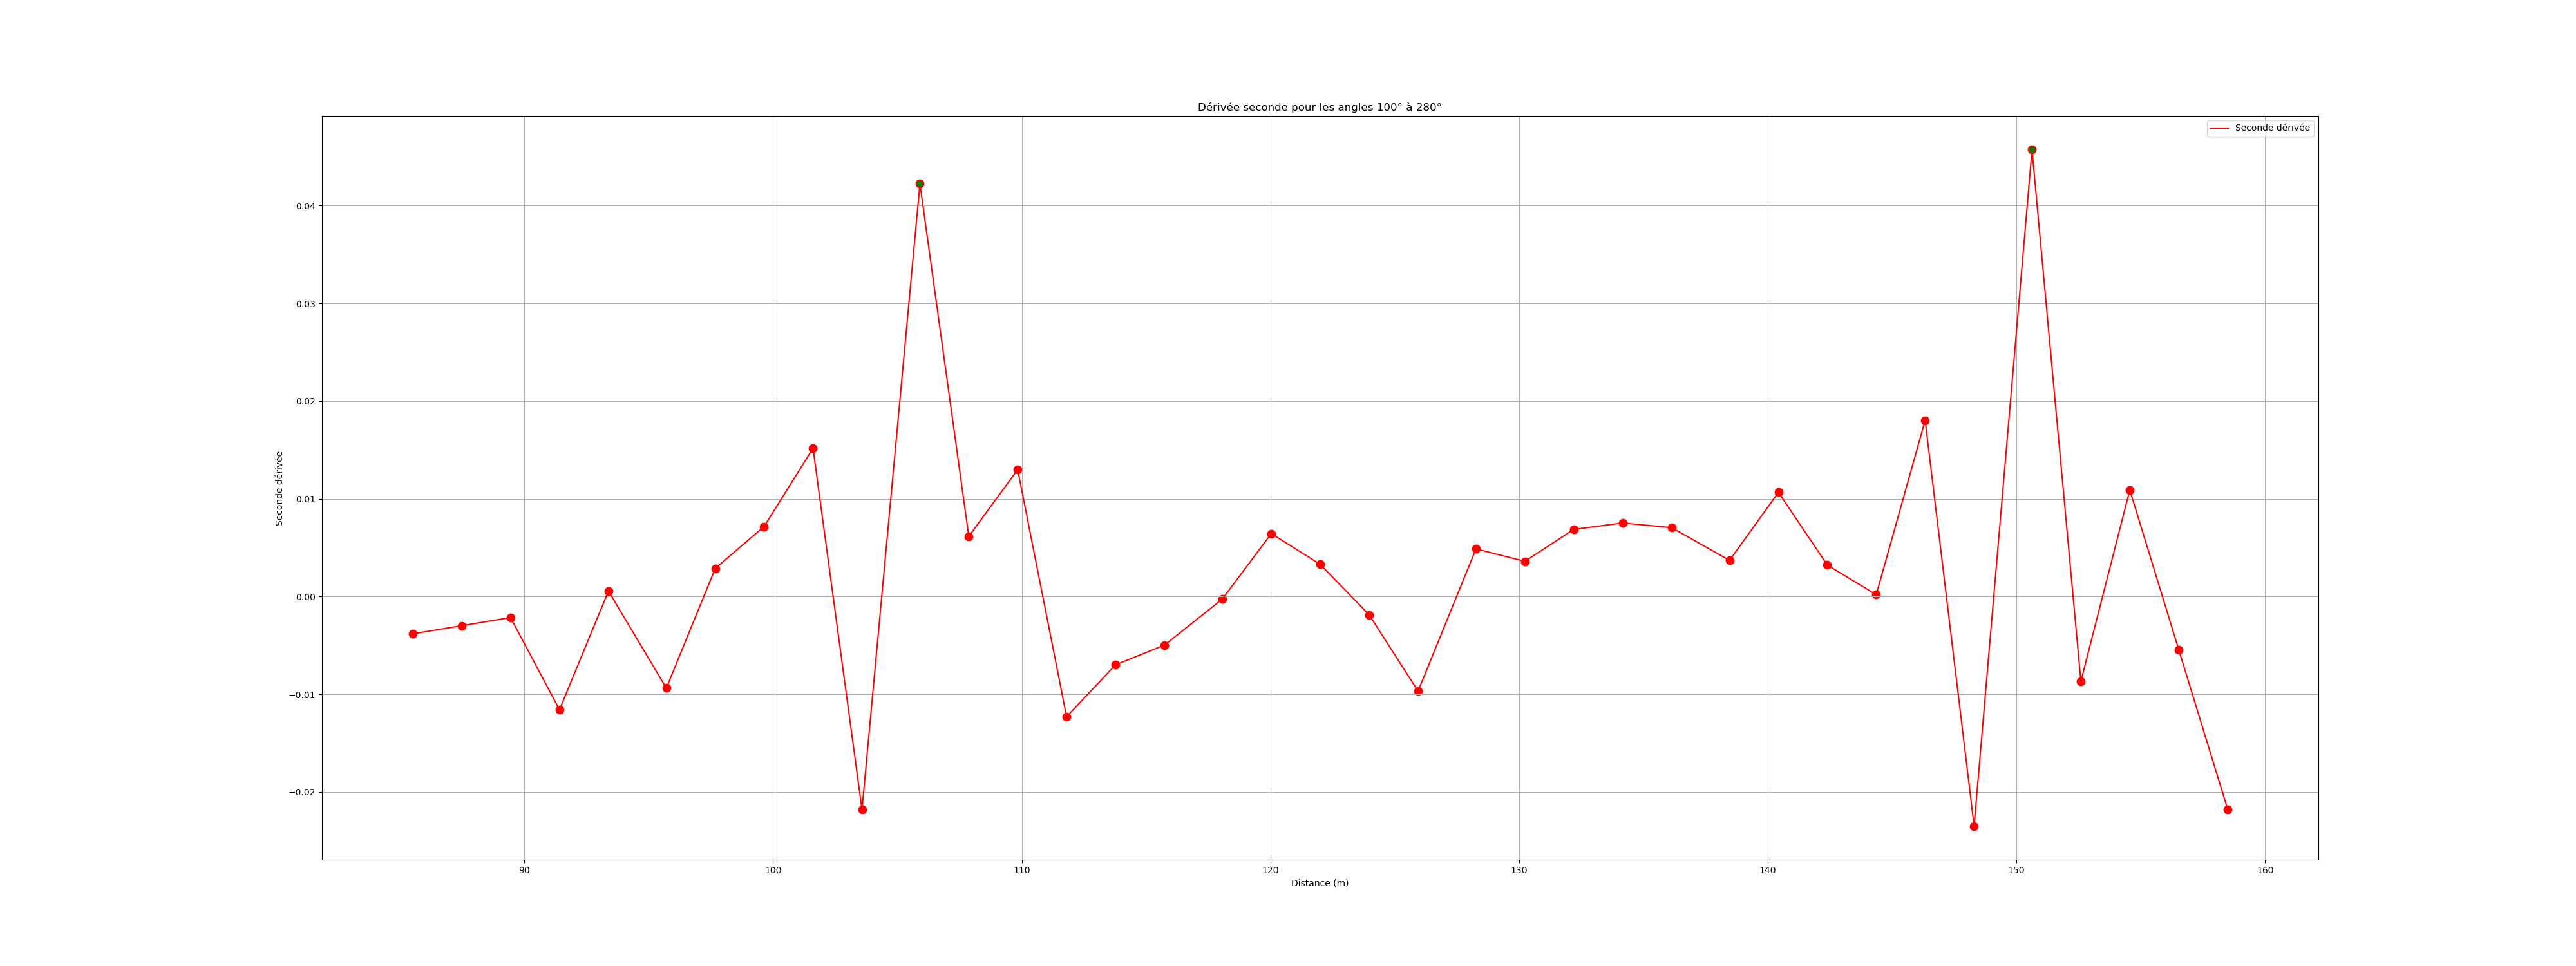 Dérivée seconde pour les angles 100° à 280°
Seconde dérivée
0.04
0.03
0.02
0.01
0.00
−0.01
−0.02
Seconde dérivée
90 100 110 120 130 140 150 160
Distance (m)